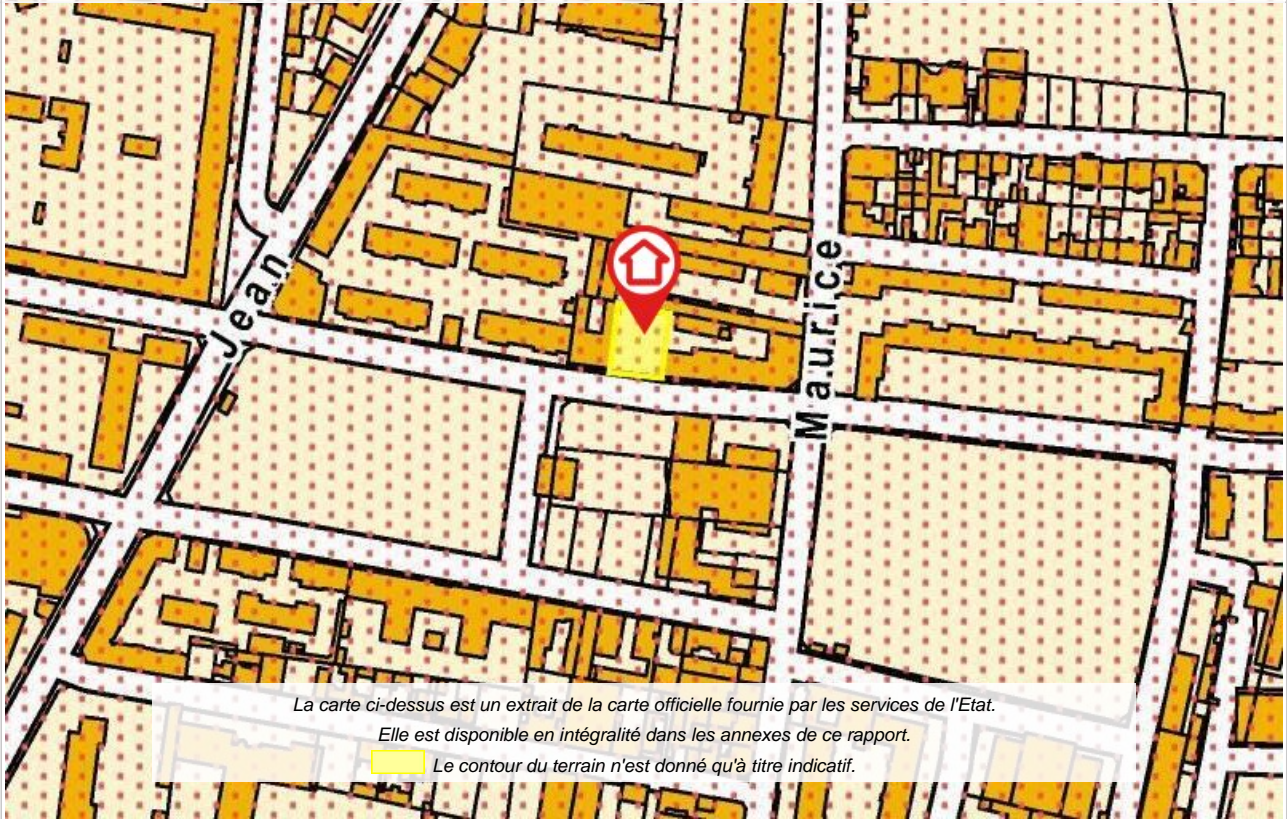 Jean
Maurice
La carte ci-dessus est un extrait de la carte officielle fournie par les services de l'Etat.
Elle est disponible en intégralité dans les annexes de ce rapport.
Le contour du terrain n'est donné qu'à titre indicatif.